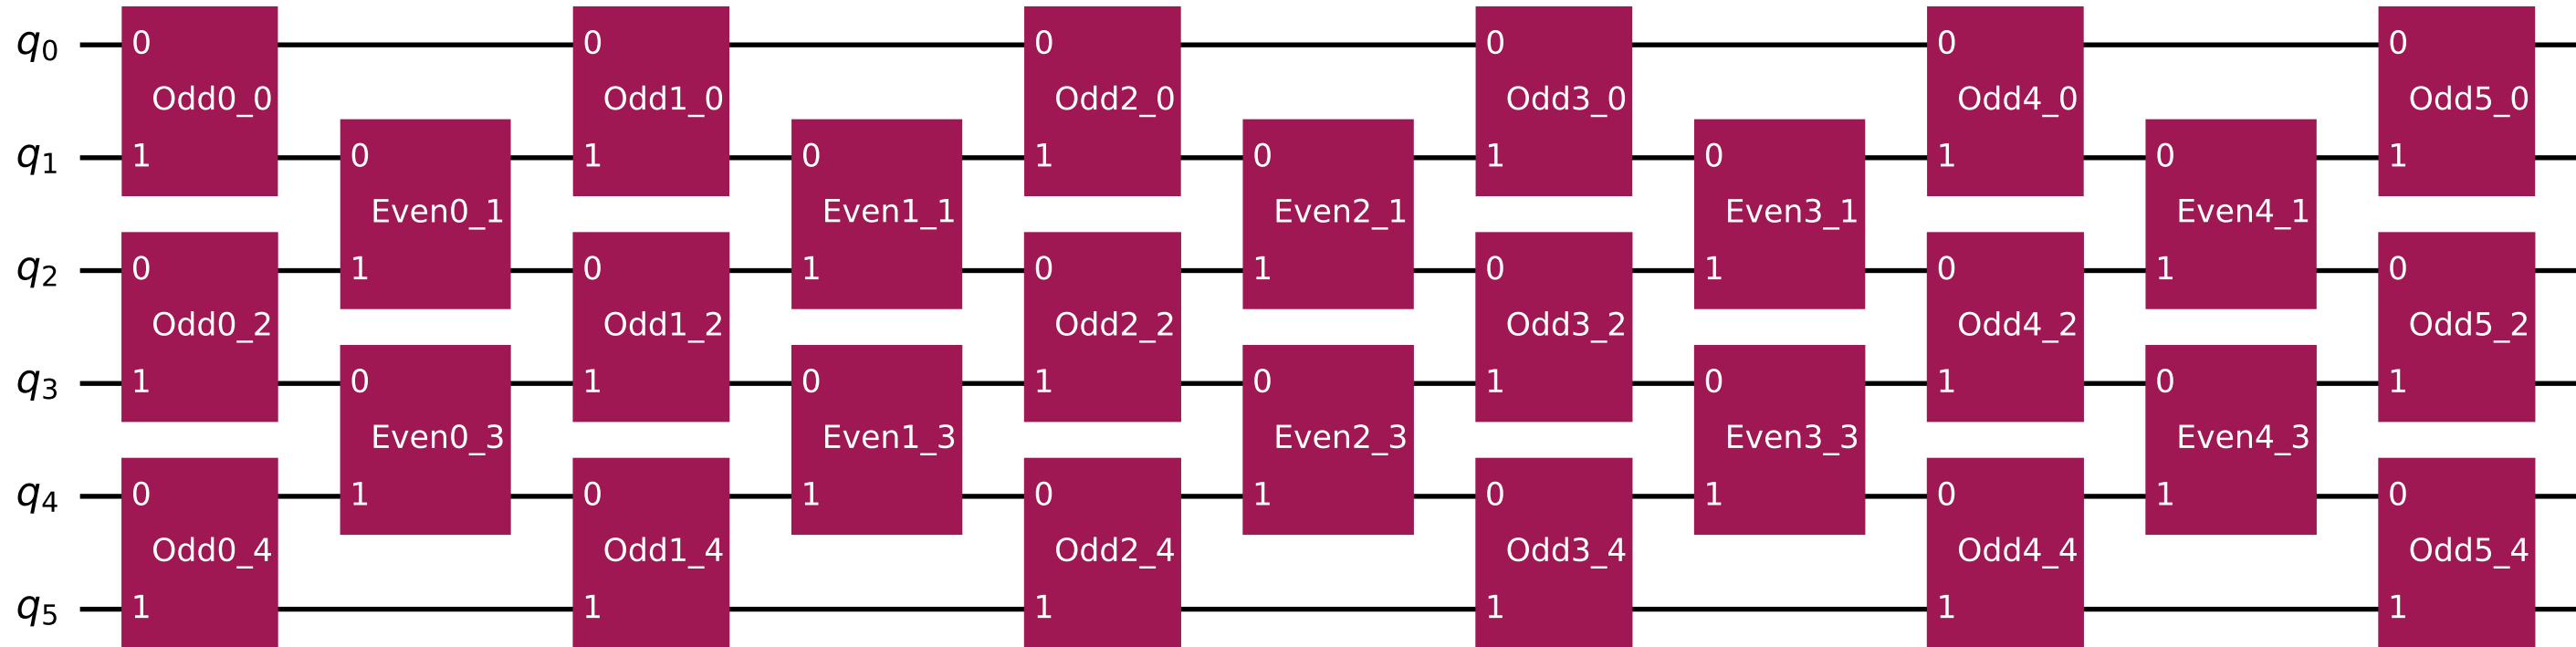 q0 0 0 0 0 0 0
Odd0_0 Odd1_0 Odd2_0 Odd3_0 Odd4_0 Odd5_0
q1 1 0 1 0 1 0 1 0 1 0 1
Even0_1 Even1_1 Even2_1 Even3_1 Even4_1
q2 0 1 0 1 0 1 0 1 0 1 0
Odd0_2 Odd1_2 Odd2_2 Odd3_2 Odd4_2 Odd5_2
q3 1 0 1 0 1 0 1 0 1 0 1
Even0_3 Even1_3 Even2_3 Even3_3 Even4_3
q4 0 1 0 1 0 1 0 1 0 1 0
Odd0_4 Odd1_4 Odd2_4 Odd3_4 Odd4_4 Odd5_4
q5 1 1 1 1 1 1